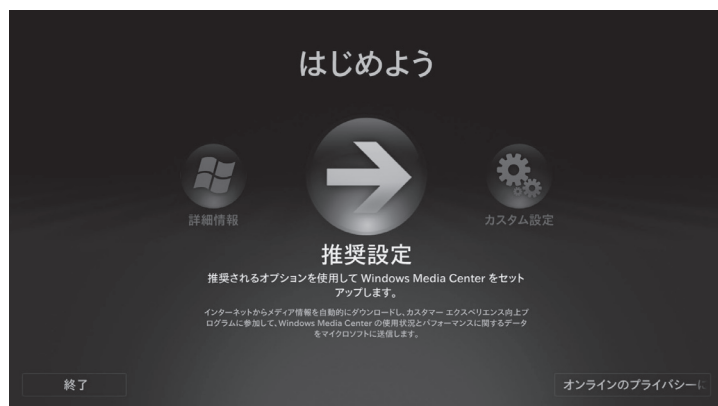 はじめよう
詳細情報
カスタム設定
推奨設定
推奨されるオプションを使用して Windows Media Center をセット
アップします。
インターネットからメディア情報を自動的にダウンロードし、カスタマー エクスペリエンス向上プ
ログラムに参加して、Windows Media Center の使用状況とパフォーマンスに関するデータ
をマイクロソフトに送信します。
終了
オンラインのプライバシーに